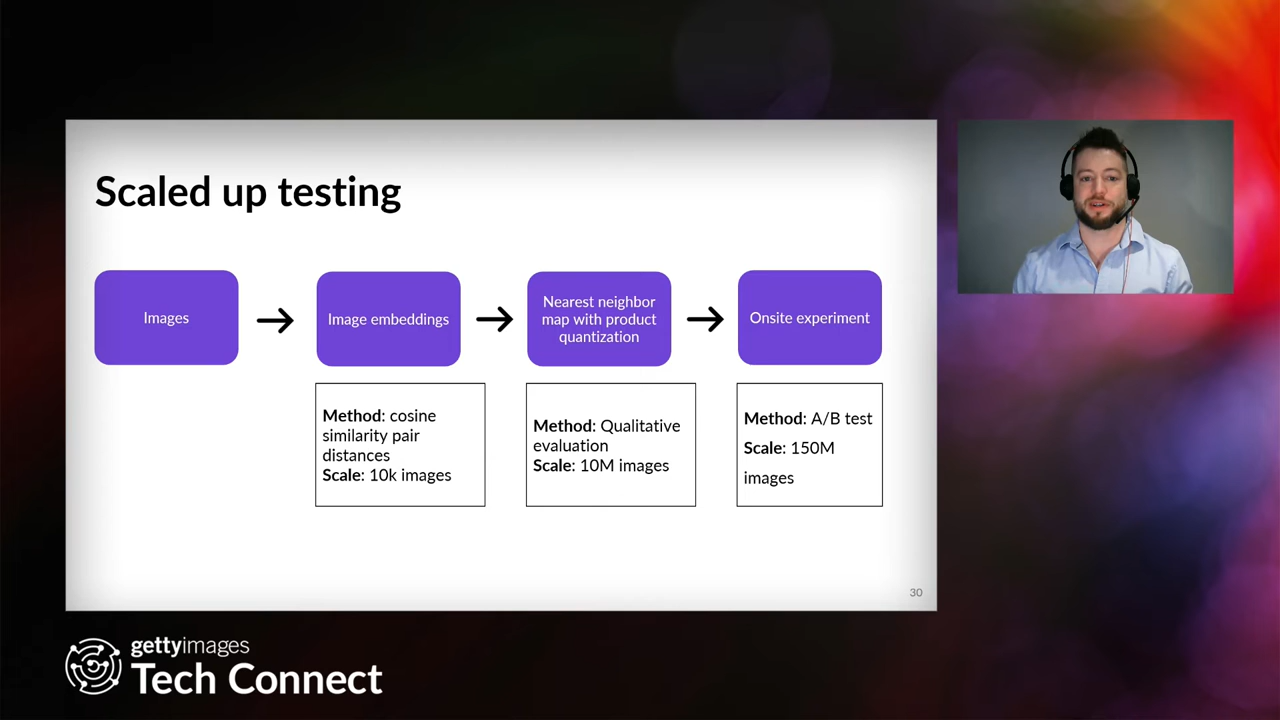 Scaled up testing
Images
Image embeddings
Nearest neighbor
map with product
quantization
Onsite experiment
Method: cosine
similarity pair
distances
Scale: 10k images
Method: Qualitative
evaluation
Scale: 10M images
Method: A/B test
Scale: 150M
images
30
gettyimages
Tech Connect